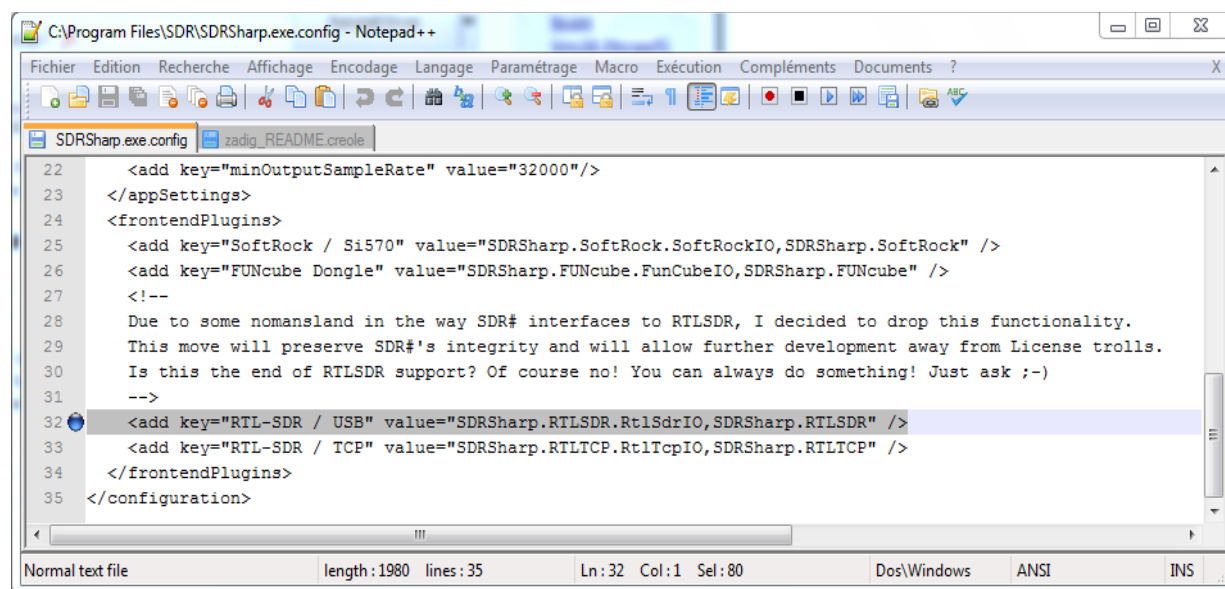 C:\Program Files\SDR\SDRSharp.exe.config - Notepad++
Fichier Edition Recherche Affichage Encodage Langage Paramétrage Macro Exécution Compléments Documents ? X
SDRSharp.exe.config zadig_README.creole
22 <add key="minOutputSampleRate" value="32000"/>
23 </appSettings>
24 <frontendPlugins>
25 <add key="SoftRock / Si570" value="SDRSharp.SoftRock.SoftRockIO,SDRSharp.SoftRock" />
26 <add key="FUNcube Dongle" value="SDRSharp.FUNcube.FunCubeIO,SDRSharp.FUNcube" />
27 <!--
28 Due to some nomansland in the way SDR# interfaces to RTLSDR, I decided to drop this functionality.
29 This move will preserve SDR#'s integrity and will allow further development away from License trolls.
30 Is this the end of RTLSDR support? Of course no! You can always do something! Just ask ;-)
31 -->
32 <add key="RTL-SDR / USB" value="SDRSharp.RTLSDR.RtlSdrIO,SDRSharp.RTLSDR" />
33 <add key="RTL-SDR / TCP" value="SDRSharp.RTLTCP.RtlTcpIO,SDRSharp.RTLTCP" />
34 </frontendPlugins>
35 </configuration>
Normal text file length : 1980 lines : 35 Ln : 32 Col : 1 Sel : 80 Dos\Windows ANSI INS